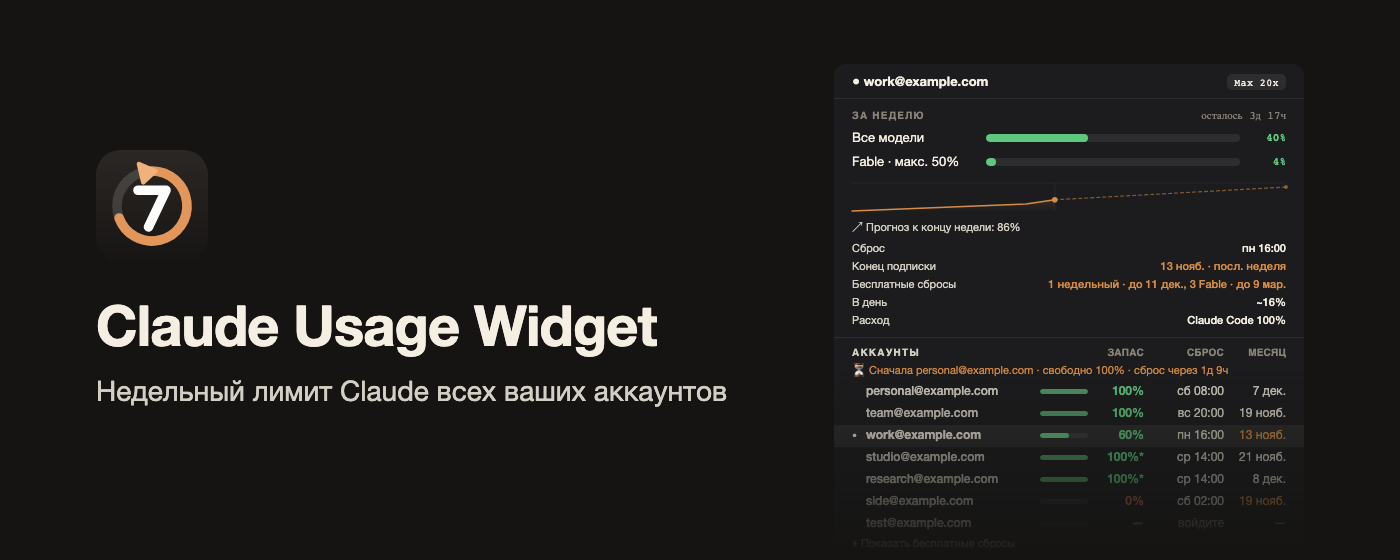 7
Claude Usage Widget
Недельный лимит Claude всех ваших аккаунтов
• work@example.com Max 20x
ЗА НЕДЕЛЮ осталось 3д 17ч
Все модели 40%
Fable · макс. 50% 4%
↗ Прогноз к концу недели: 86%
Сброс пн 16:00
Конец подписки 13 нояб. · посл. неделя
Бесплатные сбросы 1 недельный · до 11 дек., 3 Fable · до 9 мар.
В день ~16%
Расход Claude Code 100%
АККАУНТЫ ЗАПАС СБРОС МЕСЯЦ
⏳ Сначала personal@example.com · свободно 100% · сброс через 1д 9ч
personal@example.com 100% сб 08:00 7 дек.
team@example.com 100% вс 20:00 19 нояб.
• work@example.com 60% пн 16:00 13 нояб.
studio@example.com 100%* ср 14:00 21 нояб.
research@example.com 100%* ср 14:00 8 дек.
side@example.com 0% сб 02:00 19 нояб.
test@example.com — войдите —
Показать бесплатные сбросы